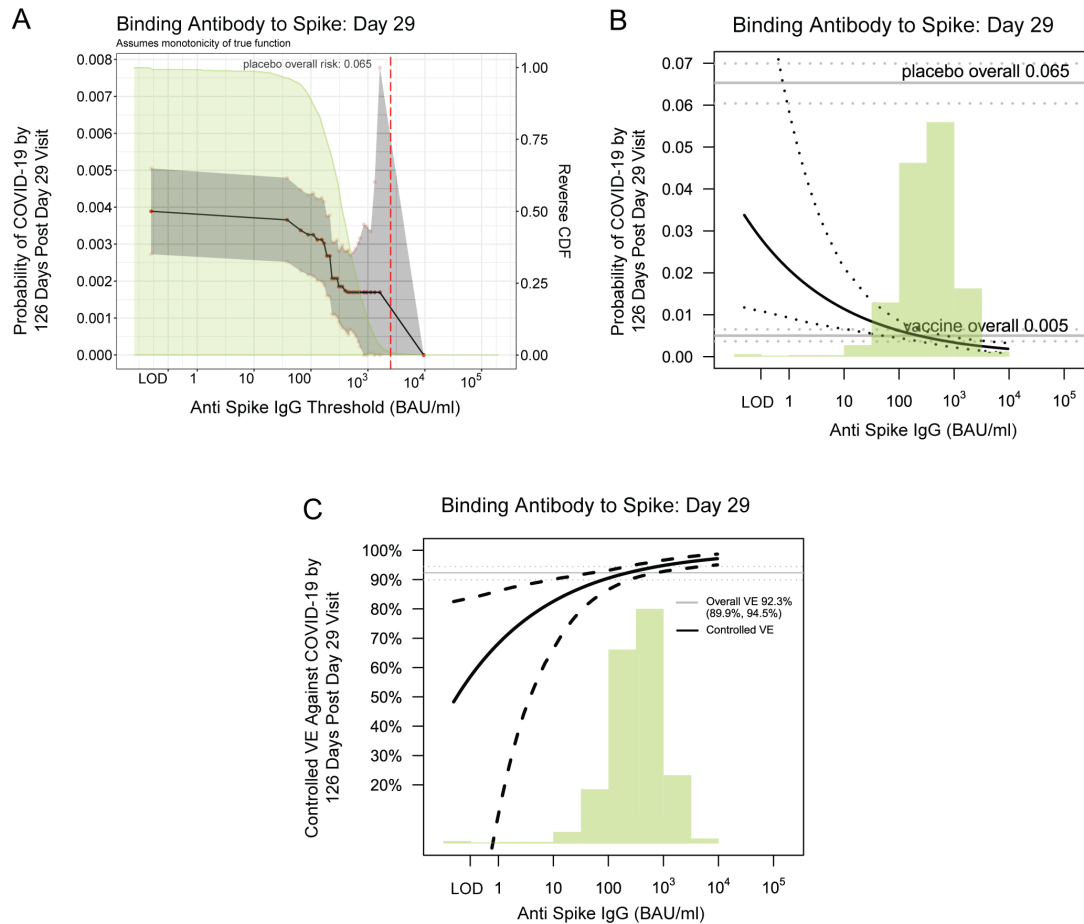 A
Binding Antibody to Spike: Day 29
Assumes monotonicity of true function
placebo overall risk: 0.065
Probability of COVID-19 by
126 Days Post Day 29 Visit
0.008
0.007
0.006
0.005
0.004
0.003
0.002
0.001
0.000
1.00
0.75
0.50
0.25
0.00
Reverse CDF
LOD 1 10 100 10³ 10⁴ 10⁵
Anti Spike IgG Threshold (BAU/ml)
B
Binding Antibody to Spike: Day 29
Probability of COVID-19 by
126 Days Post Day 29 Visit
0.07
0.06
0.05
0.04
0.03
0.02
0.01
0.00
placebo overall 0.065
vaccine overall 0.005
LOD 1 10 100 10³ 10⁴ 10⁵
Anti Spike IgG (BAU/ml)
C
Binding Antibody to Spike: Day 29
Controlled VE Against COVID-19 by
126 Days Post Day 29 Visit
100%
90%
80%
70%
60%
50%
40%
30%
20%
Overall VE 92.3%
(89.9%, 94.5%)
Controlled VE
LOD 1 10 100 10³ 10⁴ 10⁵
Anti Spike IgG (BAU/ml)